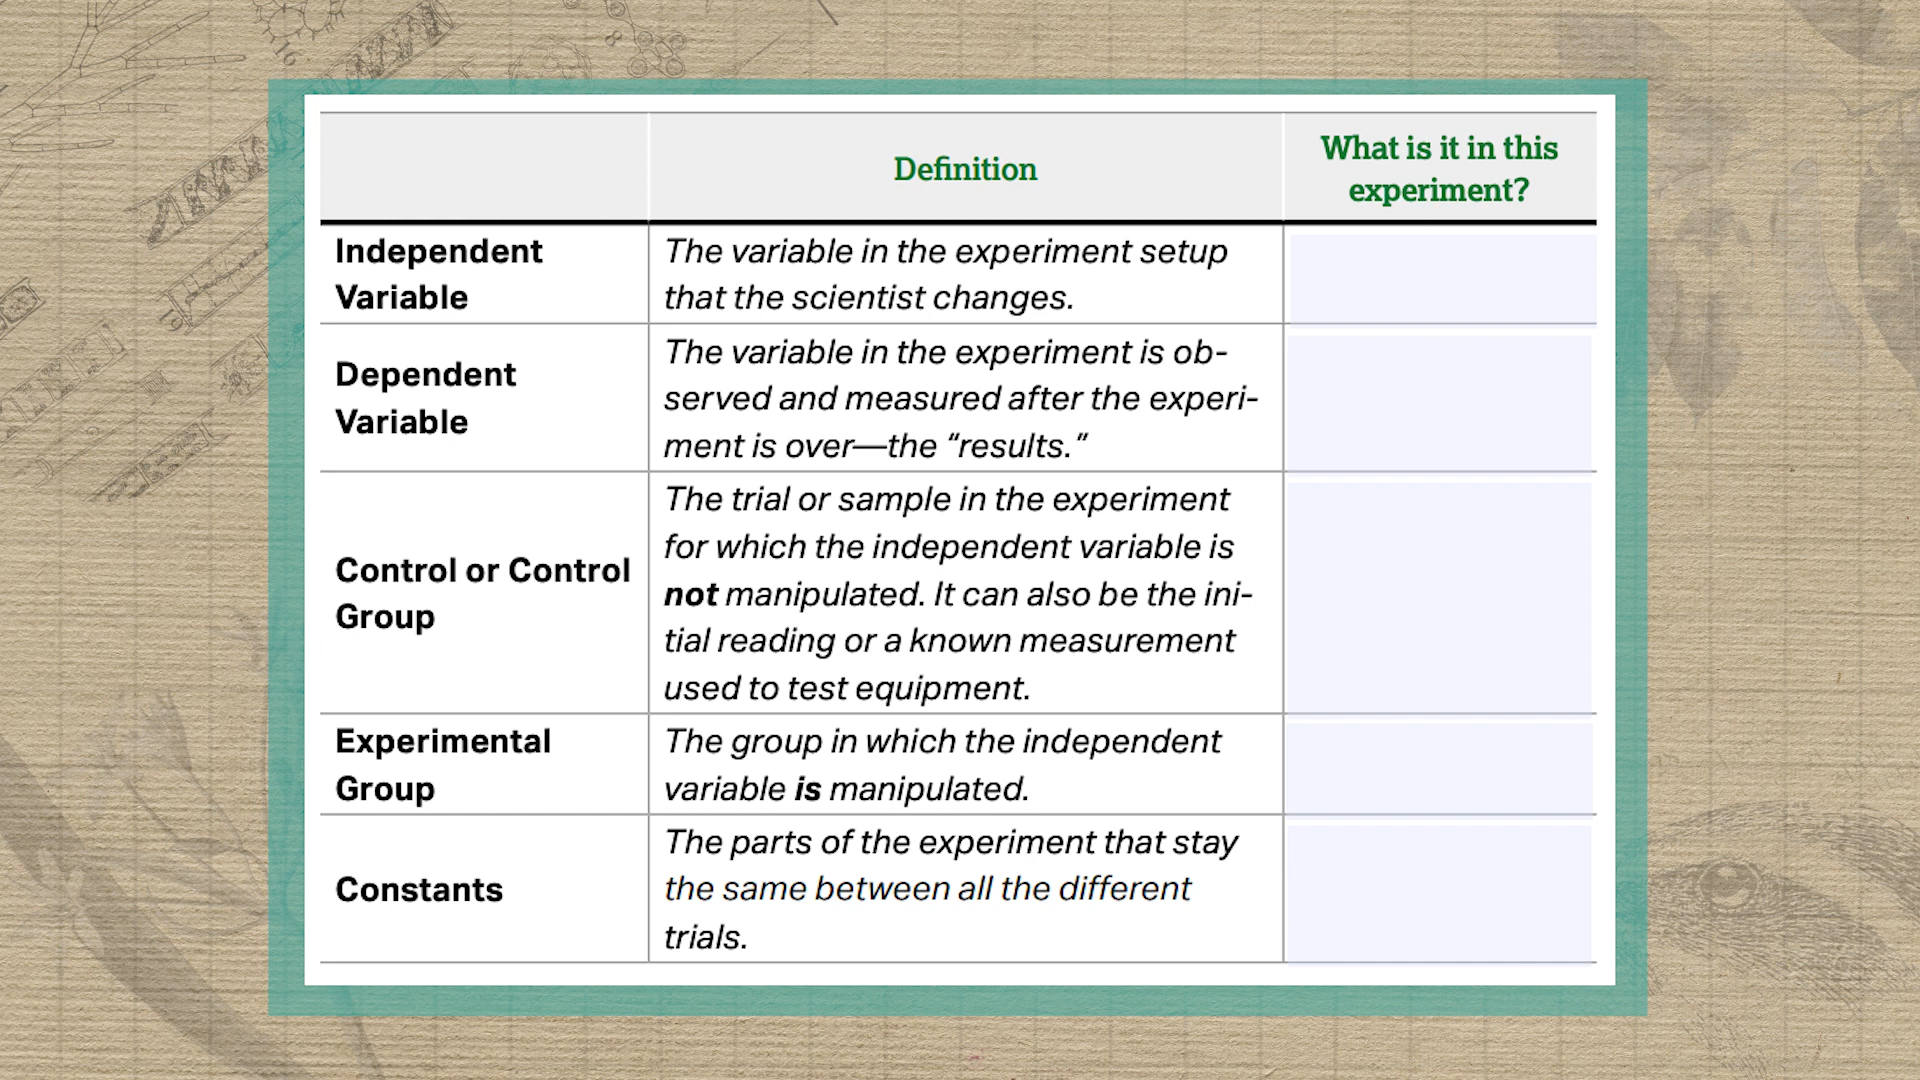 Definition
What is it in this
experiment?
Independent
Variable
The variable in the experiment setup
that the scientist changes.
Dependent
Variable
The variable in the experiment is ob-
served and measured after the experi-
ment is over—the “results.”
Control or Control
Group
The trial or sample in the experiment
for which the independent variable is
not manipulated. It can also be the ini-
tial reading or a known measurement
used to test equipment.
Experimental
Group
The group in which the independent
variable is manipulated.
Constants
The parts of the experiment that stay
the same between all the different
trials.